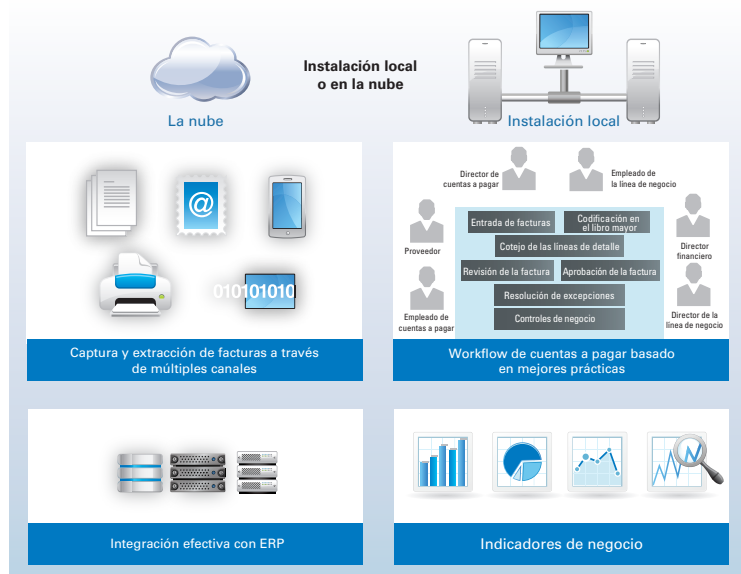 Instalación local
o en la nube
La nube
Instalación local
@
010101010
Captura y extracción de facturas a través
de múltiples canales
Director de
cuentas a pagar
Empleado de
la línea de negocio
Proveedor
Director
financiero
Empleado de
cuentas a pagar
Director de la
línea de negocio
Entrada de facturas
Codificación en
el libro mayor
Cotejo de las líneas de detalle
Revisión de la factura
Aprobación de la factura
Resolución de excepciones
Controles de negocio
Workflow de cuentas a pagar basado
en mejores prácticas
Integración efectiva con ERP
Indicadores de negocio